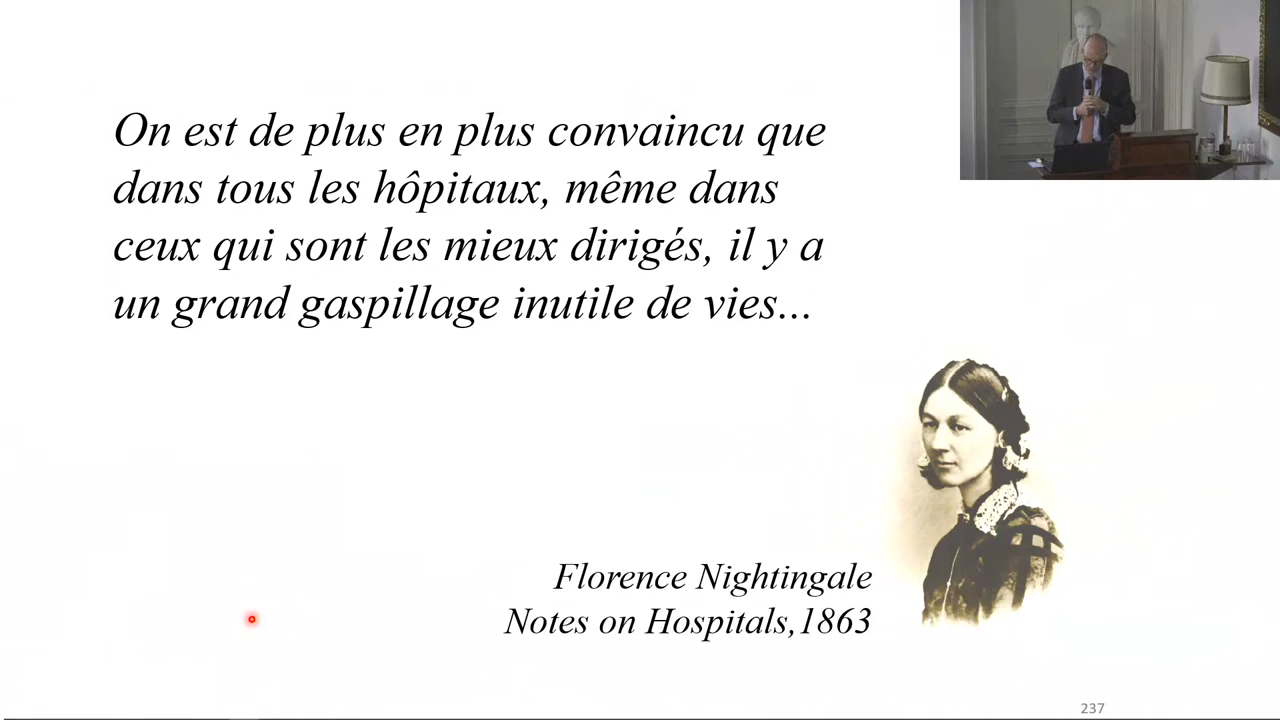 On est de plus en plus convaincu que
dans tous les hôpitaux, même dans
ceux qui sont les mieux dirigés, il y a
un grand gaspillage inutile de vies...
Florence Nightingale
Notes on Hospitals,1863
237